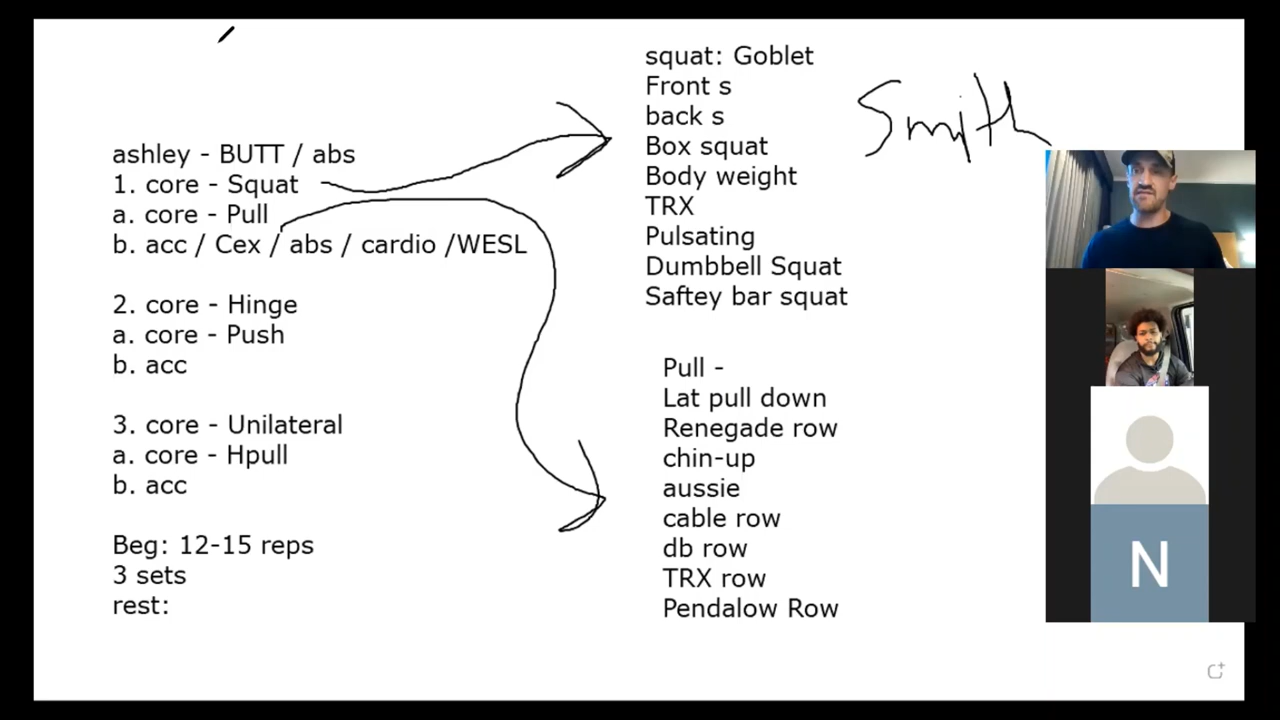 ashley - BUTT / abs
1. core - Squat
a. core - Pull
b. acc / Cex / abs / cardio /WESL
2. core - Hinge
a. core - Push
b. acc
3. core - Unilateral
a. core - Hpull
b. acc
Beg: 12-15 reps
3 sets
rest:
squat: Goblet
Front s
back s
Box squat
Body weight
TRX
Pulsating
Dumbbell Squat
Saftey bar squat
Smith
Pull -
Lat pull down
Renegade row
chin-up
aussie
cable row
db row
TRX row
Pendalow Row
N